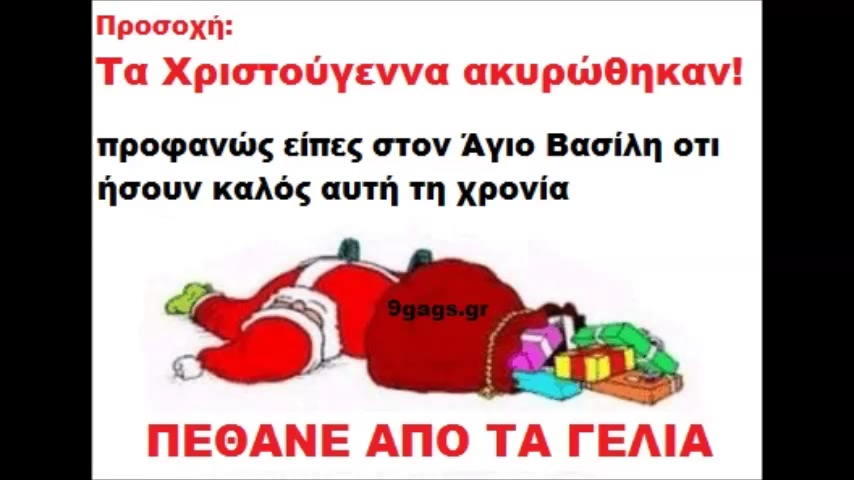 Προσοχή:
Τα Χριστούγεννα ακυρώθηκαν!
προφανώς είπες στον Άγιο Βασίλη οτι
ήσουν καλός αυτή τη χρονία
9gags.gr
ΠΕΘΑΝΕ ΑΠΟ ΤΑ ΓΕΛΙΑ